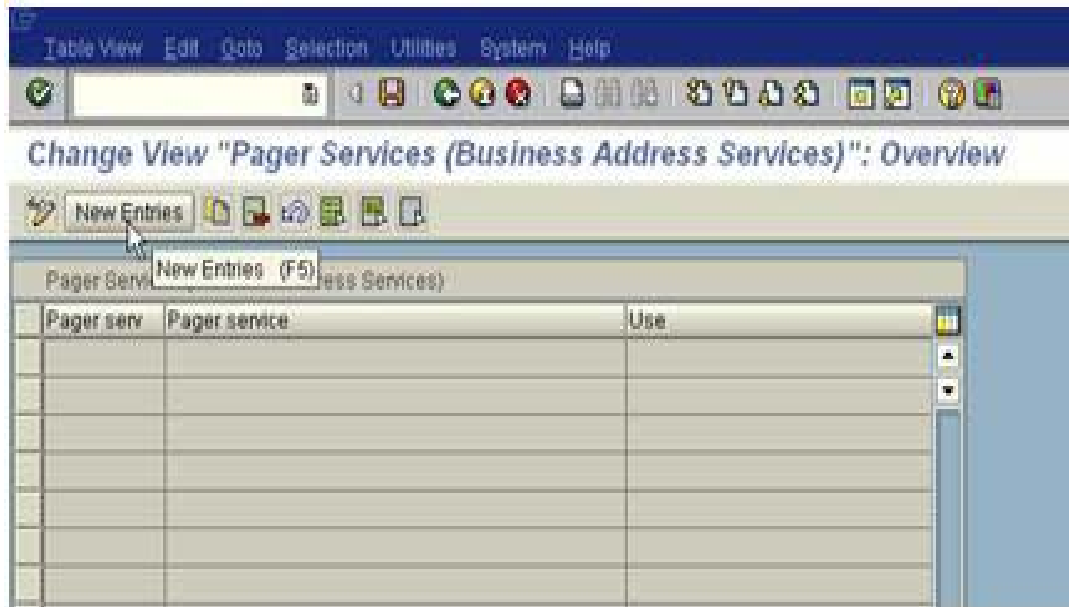 Table View Edit Goto Selection Utilities System Help
Change View "Pager Services (Business Address Services)": Overview
New Entries
New Entries (F5)
Pager Servi ess Services)
Pager serv Pager service Use